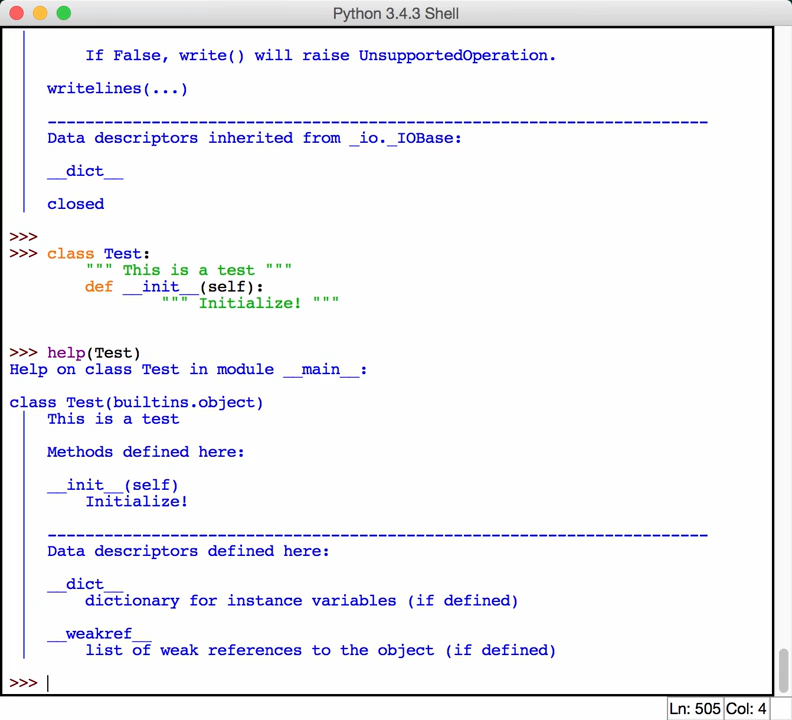 Python 3.4.3 Shell
If False, write() will raise UnsupportedOperation.
writelines(...)
----------------------------------------------------------------------
Data descriptors inherited from _io._IOBase:
__dict__
closed
>>>
>>> class Test:
""" This is a test """
def __init__(self):
""" Initialize! """
>>> help(Test)
Help on class Test in module __main__:
class Test(builtins.object)
This is a test
Methods defined here:
__init__(self)
Initialize!
----------------------------------------------------------------------
Data descriptors defined here:
__dict__
dictionary for instance variables (if defined)
__weakref__
list of weak references to the object (if defined)
>>>
Ln: 505 Col: 4